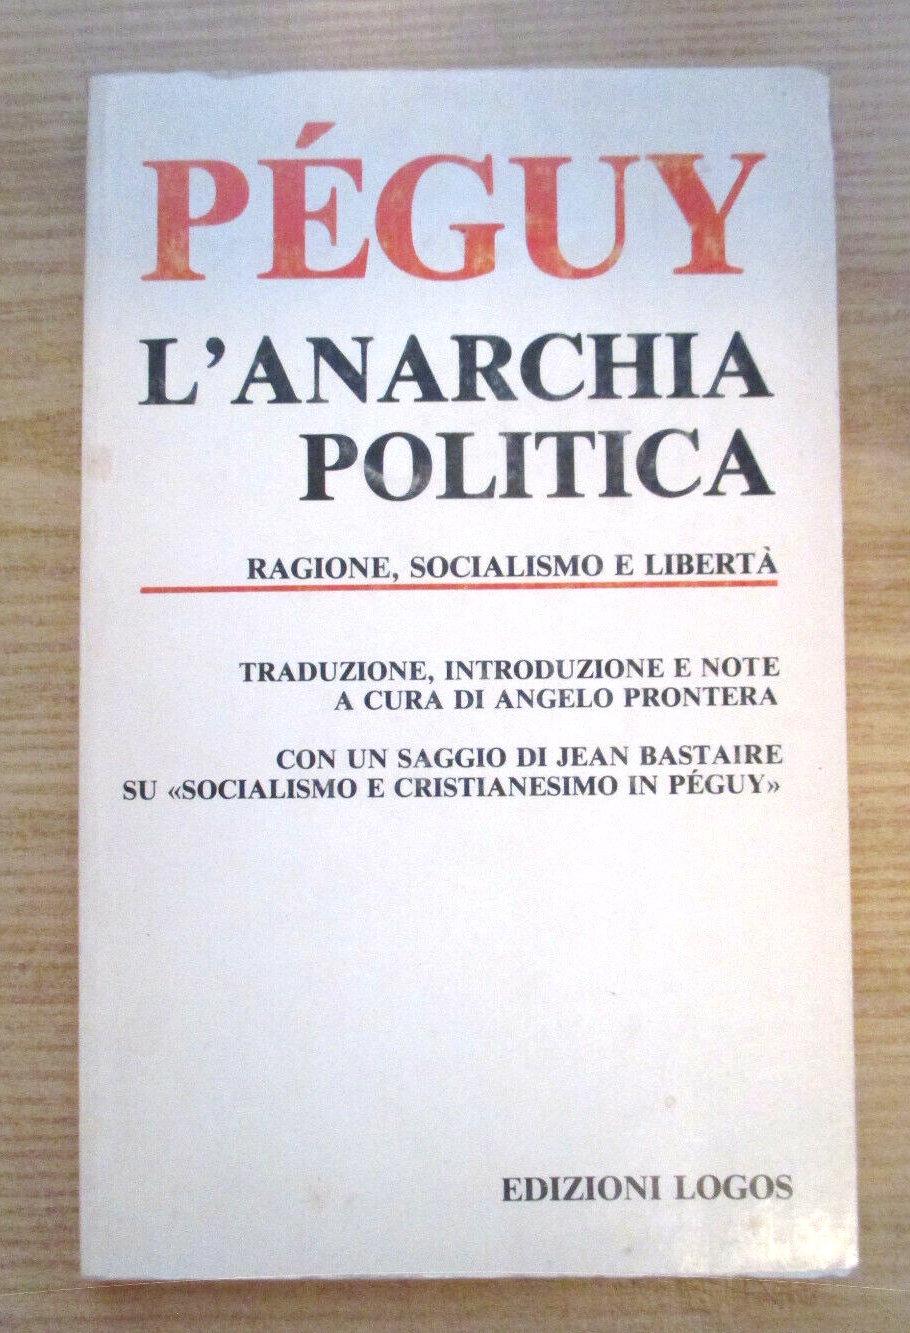 PÉGUY
L'ANARCHIA
POLITICA
RAGIONE, SOCIALISMO E LIBERTÀ
TRADUZIONE, INTRODUZIONE E NOTE
A CURA DI ANGELO PRONTERA
CON UN SAGGIO DI JEAN BASTAIRE
SU «SOCIALISMO E CRISTIANESIMO IN PÉGUY»
EDIZIONI LOGOS